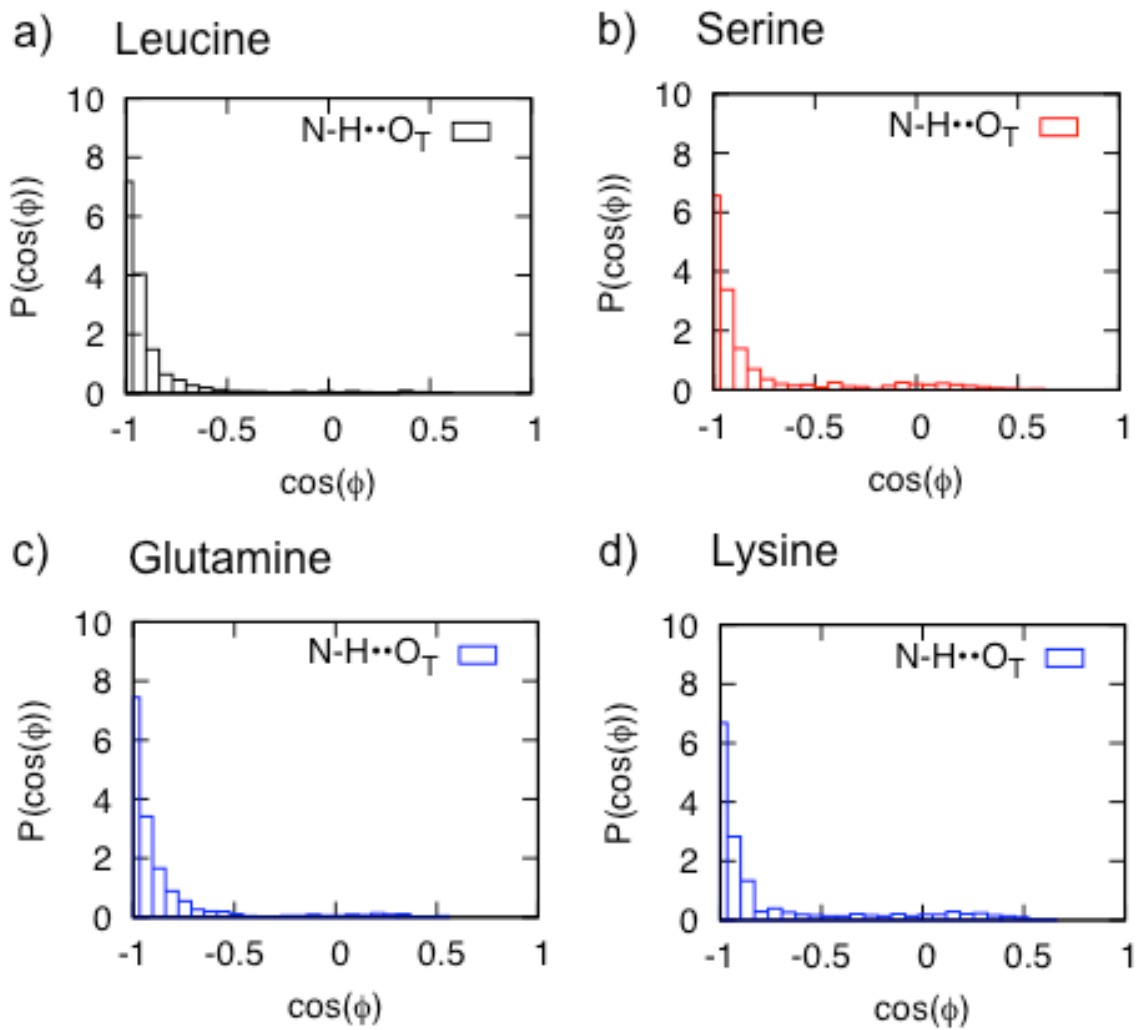 a) Leucine
10
8
6
4
2
0
P(cos(ϕ))
N-H••O_T
-1 -0.5 0 0.5 1
cos(ϕ)
b) Serine
10
8
6
4
2
0
P(cos(ϕ))
N-H••O_T
-1 -0.5 0 0.5 1
cos(ϕ)
c) Glutamine
10
8
6
4
2
0
P(cos(ϕ))
N-H••O_T
-1 -0.5 0 0.5 1
cos(ϕ)
d) Lysine
10
8
6
4
2
0
P(cos(ϕ))
N-H••O_T
-1 -0.5 0 0.5 1
cos(ϕ)